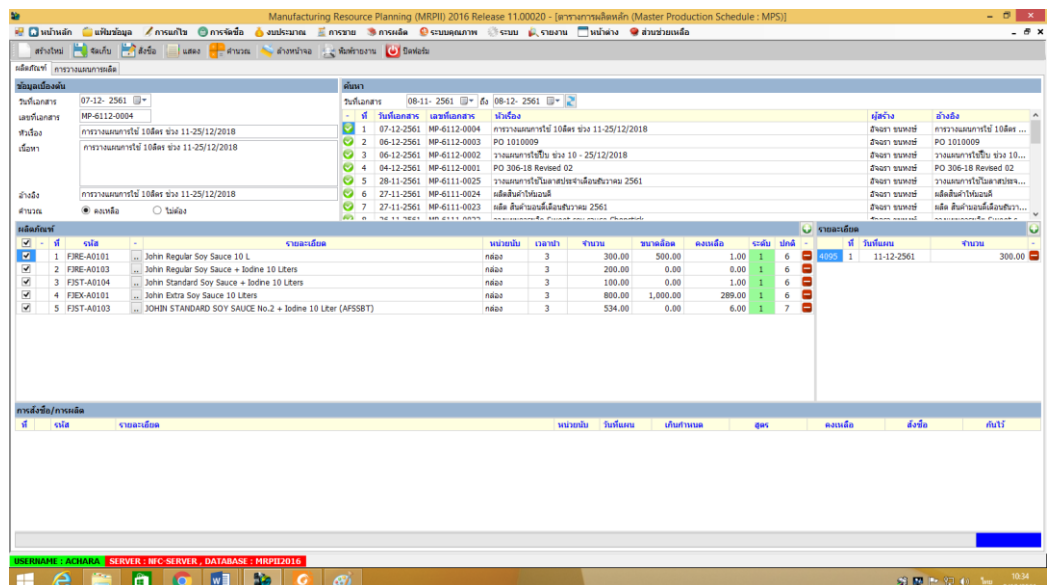 Manufacturing Resource Planning (MRPII) 2016 Release 11.00020 - [ตารางการผลิตหลัก (Master Production Schedule : MPS)]
หน้าหลัก แฟ้มข้อมูล การแก้ไข การจัดซื้อ งบประมาณ การขาย การผลิต ระบบคุณภาพ ระบบ รายงาน หน้าต่าง ส่วนช่วยเหลือ
สร้างใหม่ จัดเก็บ สั่งซื้อ แสดง คำนวณ ล้างหน้าจอ พิมพ์รายงาน ปิดฟอร์ม
ผลิตภัณฑ์ การวางแผนการผลิต
ข้อมูลเบื้องต้น ค้นหา
วันที่เอกสาร 07-12- 2561 วันที่เอกสาร 08-11- 2561 ถึง 08-12- 2561
เลขที่เอกสาร MP-6112-0004 - ที่ วันที่เอกสาร เลขที่เอกสาร หัวเรื่อง ผู้สร้าง อ้างอิง
หัวเรื่อง การวางแผนการใช้ 10ลิตร ช่วง 11-25/12/2018
เนื้อหา การวางแผนการใช้ 10ลิตร ช่วง 11-25/12/2018
อ้างอิง การวางแผนการใช้ 10ลิตร ช่วง 11-25/12/2018
คำนวณ คงเหลือ ไม่ต้อง
1 07-12-2561 MP-6112-0004 การวางแผนการใช้ 10ลิตร ช่วง 11-25/12/2018 อัจฉรา ขนหงษ์ การวางแผนการใช้ 10ลิตร ...
2 06-12-2561 MP-6112-0003 PO 1010009 อัจฉรา ขนหงษ์ PO 1010009
3 06-12-2561 MP-6112-0002 วางแผนการใช้ปี๊บ ช่วง 10 - 25/12/2018 อัจฉรา ขนหงษ์ วางแผนการใช้ปี๊บ ช่วง 10...
4 04-12-2561 MP-6112-0001 PO 306-18 Revised 02 อัจฉรา ขนหงษ์ PO 306-18 Revised 02
5 28-11-2561 MP-6111-0025 วางแผนการใช้โมลาสประจำเดือนธันวาคม 2561 อัจฉรา ขนหงษ์ วางแผนการใช้โมลาสประจ...
6 27-11-2561 MP-6111-0024 ผลิตสินค้าให้มอนดี อัจฉรา ขนหงษ์ ผลิตสินค้าให้มอนดี
7 27-11-2561 MP-6111-0023 ผลิต สินค้ามอนดี้เดือนธันวาคม 2561 อัจฉรา ขนหงษ์ ผลิต สินค้ามอนดี้เดือนธันวา...
ผลิตภัณฑ์ รายละเอียด
- ที่ รหัส - รายละเอียด หน่วยนับ เวลานำ จำนวน ขนาดล็อต คงเหลือ ระดับ ปกติ - ที่ วันที่แผน จำนวน -
1 FJRE-A0101 .. John Regular Soy Sauce 10 L กล่อง 3 300.00 500.00 1.00 1 6 4095 1 11-12-2561 300.00
2 FJRE-A0103 .. Johin Regular Soy Sauce + Iodine 10 Liters กล่อง 3 200.00 0.00 0.00 1 6
3 FJST-A0104 .. Johin Standard Soy Sauce + Iodine 10 Liters กล่อง 3 100.00 0.00 1.00 1 6
4 FJEX-A0101 .. Johin Extra Soy Sauce 10 Liters กล่อง 3 800.00 1,000.00 289.00 1 6
5 FJST-A0103 .. JOHIN STANDARD SOY SAUCE No.2 + Iodine 10 Liter (AFSSBT) กล่อง 3 534.00 0.00 6.00 1 7
การสั่งซื้อ/การผลิต
ที่ รหัส รายละเอียด หน่วยนับ วันที่แผน เกินกำหนด สูตร คงเหลือ สั่งซื้อ กันไว้
USERNAME : ACHARA SERVER : NFC-SERVER , DATABASE : MRPII2016
ไทย 10:34